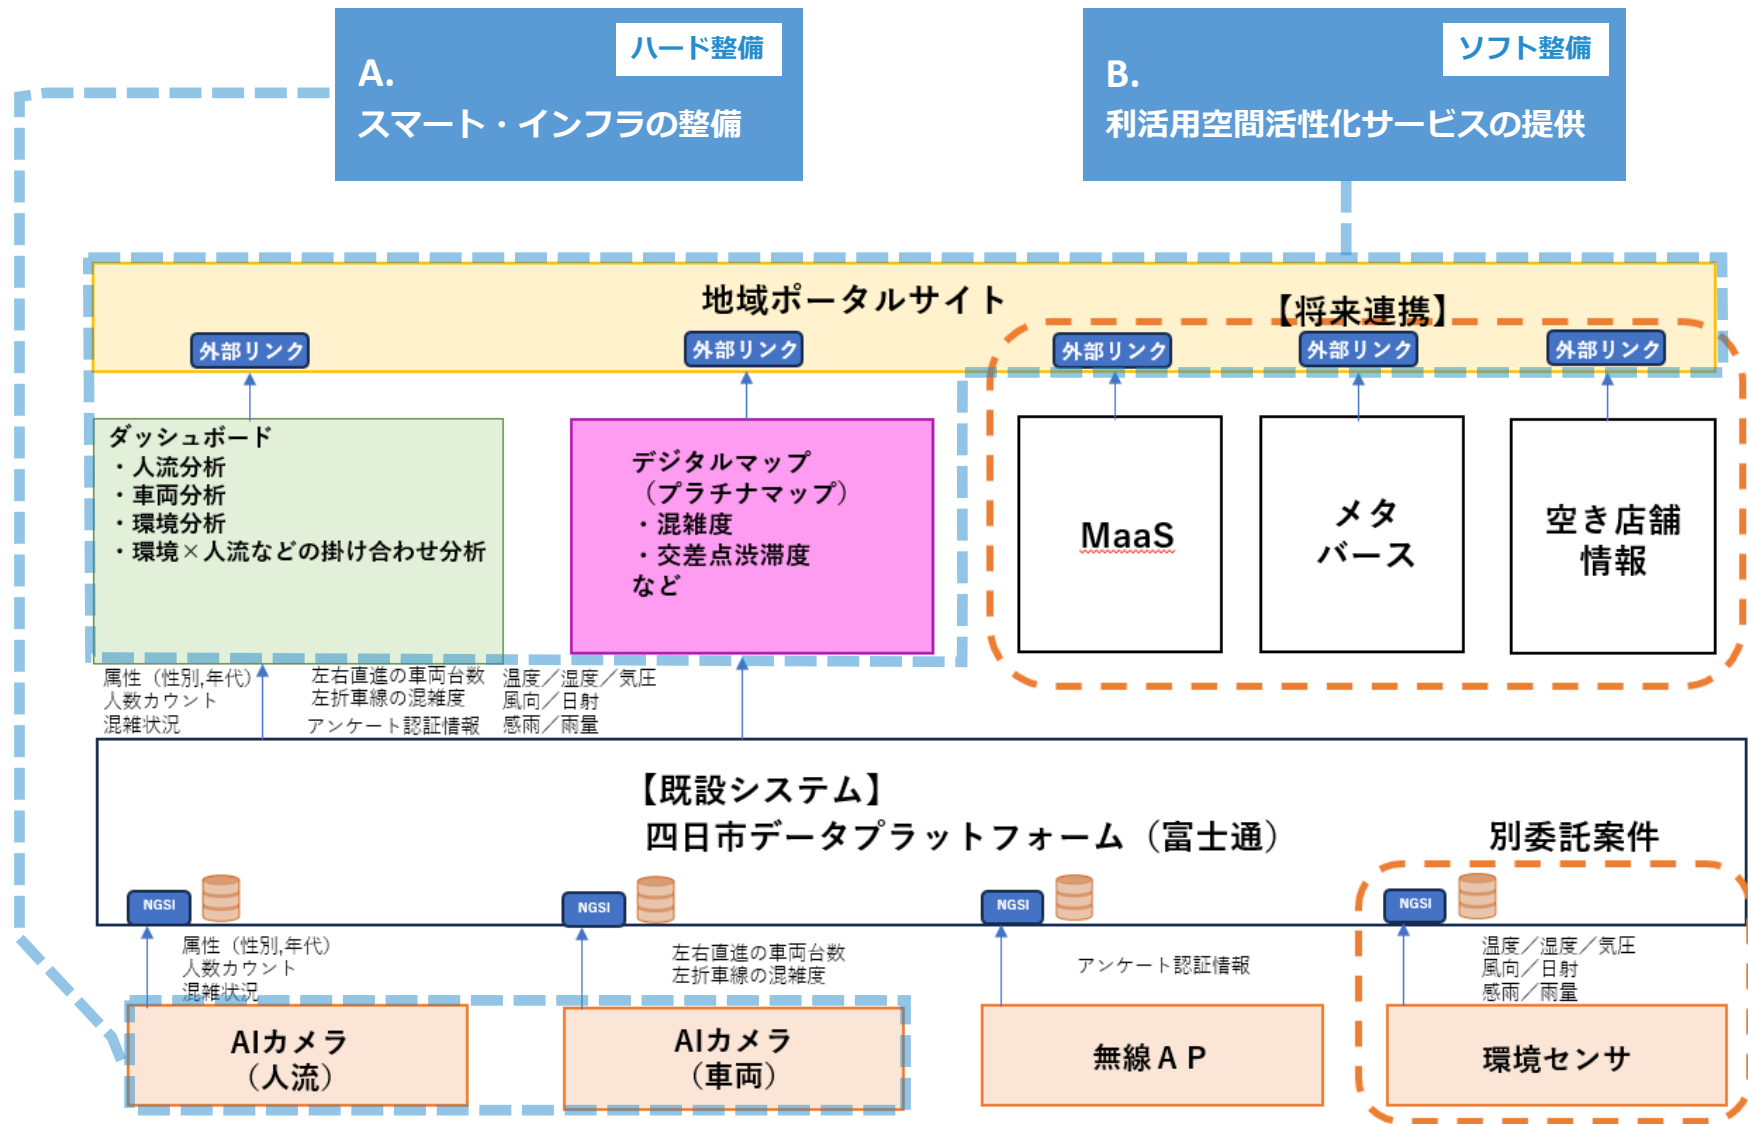 ハード整備
A.
スマート・インフラの整備
ソフト整備
B.
利活用空間活性化サービスの提供
地域ポータルサイト
【将来連携】
外部リンク
外部リンク
外部リンク
外部リンク
外部リンク
ダッシュボード
・人流分析
・車両分析
・環境分析
・環境×人流などの掛け合わせ分析
デジタルマップ
（プラチナマップ）
・混雑度
・交差点渋滞度
など
MaaS
メタ
バース
空き店舗
情報
属性（性別,年代）
人数カウント
混雑状況
左右直進の車両台数
左折車線の混雑度
アンケート認証情報
温度／湿度／気圧
風向／日射
感雨／雨量
【既設システム】
四日市データプラットフォーム（富士通）
別委託案件
NGSI
NGSI
NGSI
NGSI
属性（性別,年代）
人数カウント
混雑状況
左右直進の車両台数
左折車線の混雑度
アンケート認証情報
温度／湿度／気圧
風向／日射
感雨／雨量
AIカメラ
（人流）
AIカメラ
（車両）
無線ＡＰ
環境センサ